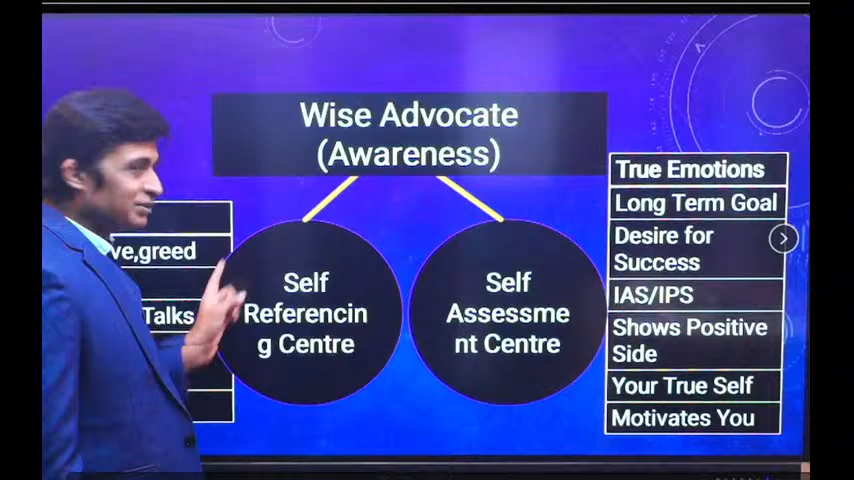 Wise Advocate
(Awareness)
True Emotions
Long Term Goal
Desire for
Success
IAS/IPS
Shows Positive
Side
Your True Self
Motivates You
ve,greed
Talks
Self
Referencin
g Centre
Self
Assessme
nt Centre